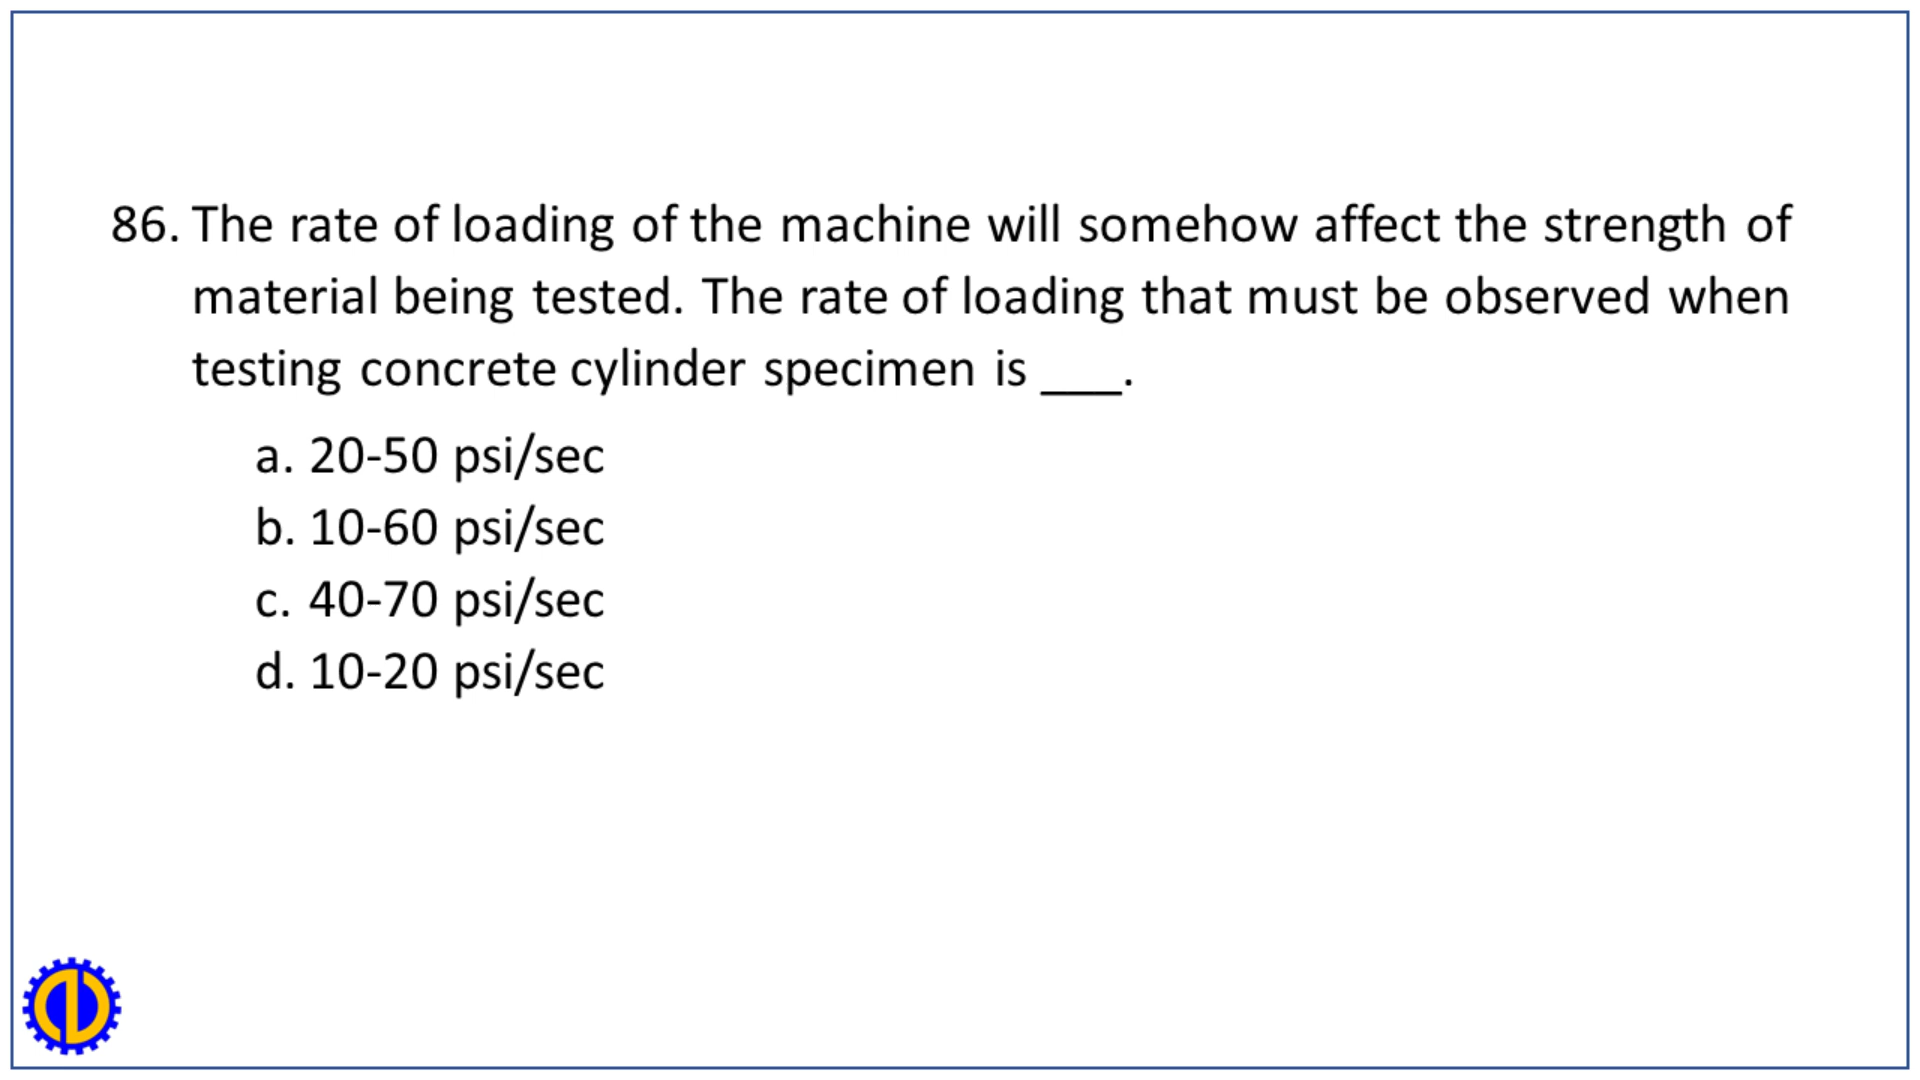 86. The rate of loading of the machine will somehow affect the strength of
material being tested. The rate of loading that must be observed when
testing concrete cylinder specimen is ___.
a. 20-50 psi/sec
b. 10-60 psi/sec
c. 40-70 psi/sec
d. 10-20 psi/sec